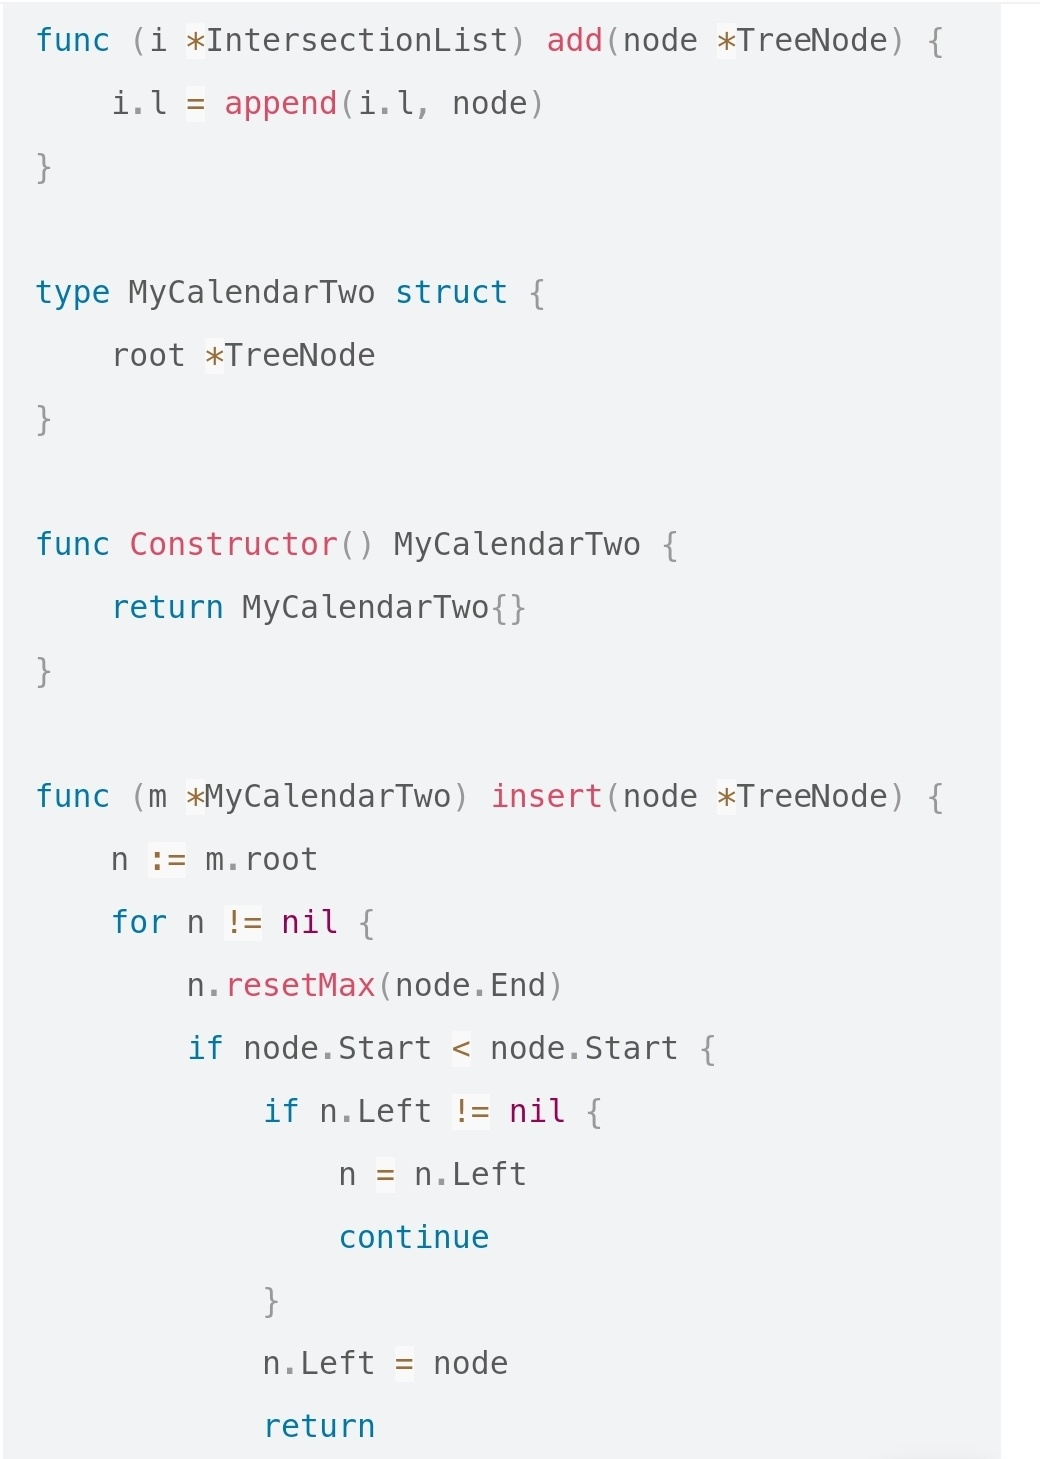 func (i *IntersectionList) add(node *TreeNode) {
    i.l = append(i.l, node)
}

type MyCalendarTwo struct {
    root *TreeNode
}

func Constructor() MyCalendarTwo {
    return MyCalendarTwo{}
}

func (m *MyCalendarTwo) insert(node *TreeNode) {
    n := m.root
    for n != nil {
        n.resetMax(node.End)
        if node.Start < node.Start {
            if n.Left != nil {
                n = n.Left
                continue
            }
            n.Left = node
            return